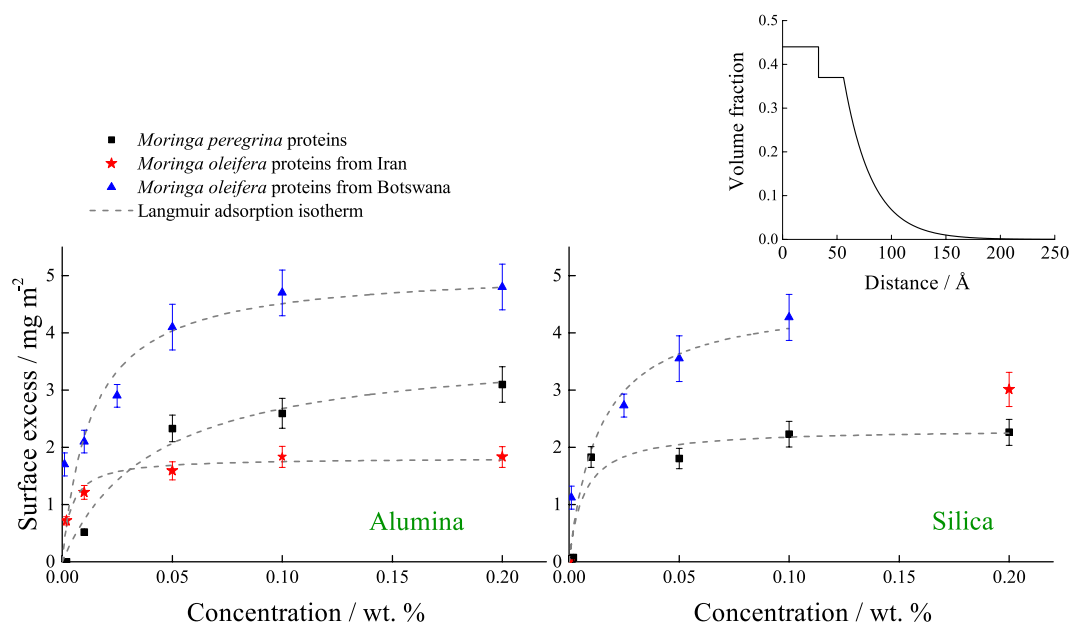 0.5
0.4
0.3
0.2
0.1
0.0
Volume fraction
0 50 100 150 200 250
Distance / Å
Moringa peregrina proteins
Moringa oleifera proteins from Iran
Moringa oleifera proteins from Botswana
Langmuir adsorption isotherm
Surface excess / mg m-2
5
4
3
2
1
0
Alumina
0.00 0.05 0.10 0.15 0.20
Concentration / wt. %
5
4
3
2
1
0
Silica
0.00 0.05 0.10 0.15 0.20
Concentration / wt. %